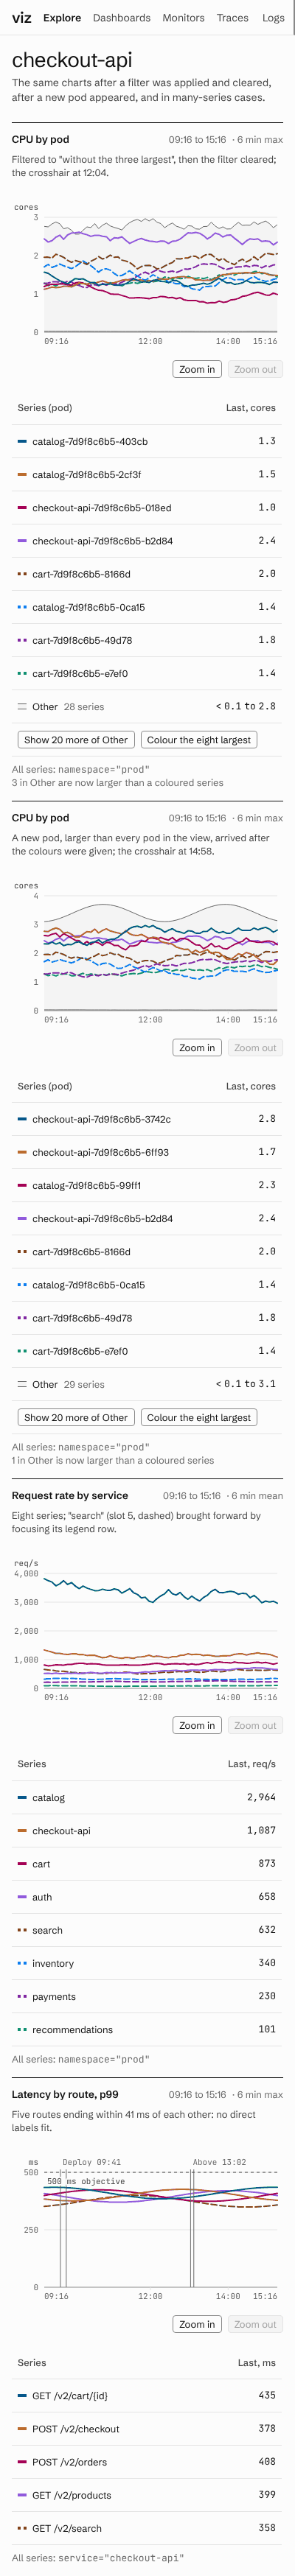 viz Explore Dashboards Monitors Traces Logs
checkout-api
The same charts after a filter was applied and cleared,
after a new pod appeared, and in many-series cases.
CPU by pod 09:16 to 15:16 · 6 min max
Filtered to "without the three largest", then the filter cleared;
the crosshair at 12:04.
cores
3
2
1
0
09:16 12:00 14:00 15:16
Zoom in Zoom out
Series (pod) Last, cores
catalog-7d9f8c6b5-403cb 1.3
catalog-7d9f8c6b5-2cf3f 1.5
checkout-api-7d9f8c6b5-018ed 1.0
checkout-api-7d9f8c6b5-b2d84 2.4
cart-7d9f8c6b5-8166d 2.0
catalog-7d9f8c6b5-0ca15 1.4
cart-7d9f8c6b5-49d78 1.8
cart-7d9f8c6b5-e7ef0 1.4
Other 28 series < 0.1 to 2.8
Show 20 more of Other Colour the eight largest
All series: namespace="prod"
3 in Other are now larger than a coloured series
CPU by pod 09:16 to 15:16 · 6 min max
A new pod, larger than every pod in the view, arrived after
the colours were given; the crosshair at 14:58.
cores
4
3
2
1
0
09:16 12:00 14:00 15:16
Zoom in Zoom out
Series (pod) Last, cores
checkout-api-7d9f8c6b5-3742c 2.8
checkout-api-7d9f8c6b5-6ff93 1.7
catalog-7d9f8c6b5-99ff1 2.3
checkout-api-7d9f8c6b5-b2d84 2.4
cart-7d9f8c6b5-8166d 2.0
catalog-7d9f8c6b5-0ca15 1.4
cart-7d9f8c6b5-49d78 1.8
cart-7d9f8c6b5-e7ef0 1.4
Other 29 series < 0.1 to 3.1
Show 20 more of Other Colour the eight largest
All series: namespace="prod"
1 in Other is now larger than a coloured series
Request rate by service 09:16 to 15:16 · 6 min mean
Eight series; "search" (slot 5, dashed) brought forward by
focusing its legend row.
req/s
4,000
3,000
2,000
1,000
0
09:16 12:00 14:00 15:16
Zoom in Zoom out
Series Last, req/s
catalog 2,964
checkout-api 1,087
cart 873
auth 658
search 632
inventory 340
payments 230
recommendations 101
All series: namespace="prod"
Latency by route, p99 09:16 to 15:16 · 6 min max
Five routes ending within 41 ms of each other: no direct
labels fit.
ms Deploy 09:41 Above 13:02
500
500 ms objective
250
0
09:16 12:00 14:00 15:16
Zoom in Zoom out
Series Last, ms
GET /v2/cart/{id} 435
POST /v2/checkout 378
POST /v2/orders 408
GET /v2/products 399
GET /v2/search 358
All series: service="checkout-api"